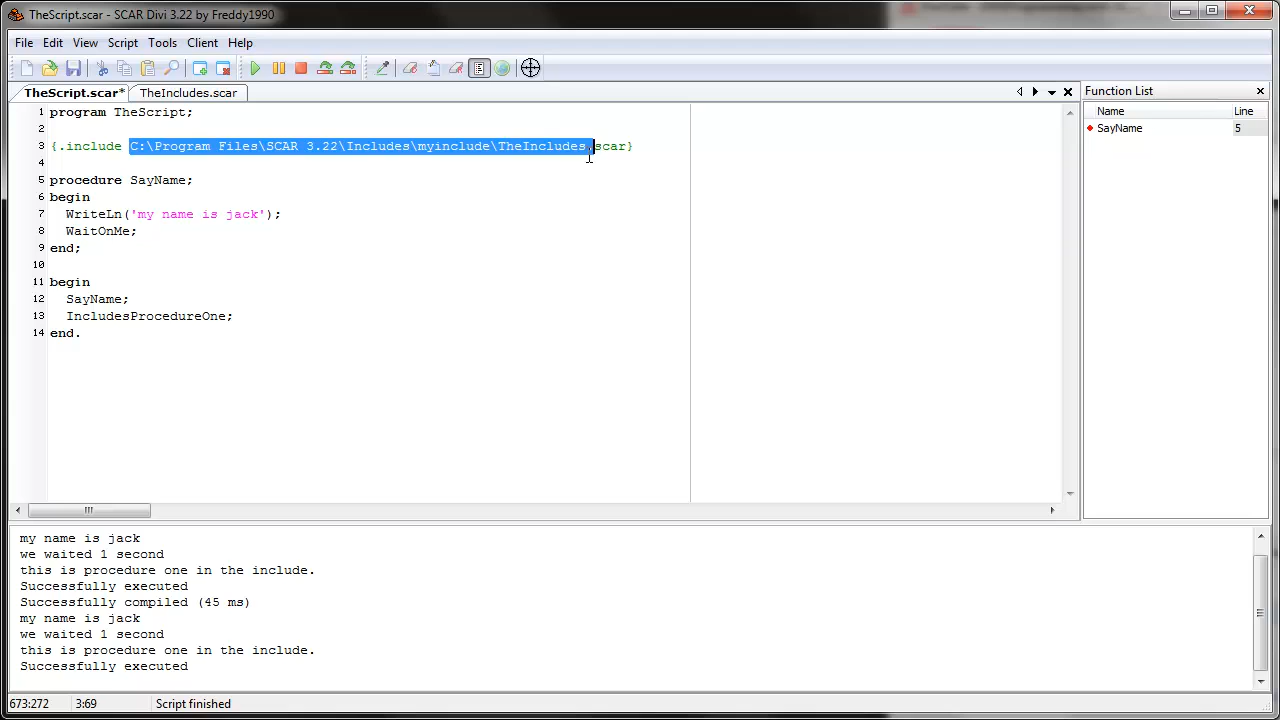 TheScript.scar - SCAR Divi 3.22 by Freddy1990
File Edit View Script Tools Client Help
TheScript.scar* TheIncludes.scar
1 program TheScript;
2
3 {.include C:\Program Files\SCAR 3.22\Includes\myinclude\TheIncludes.scar}
4
5 procedure SayName;
6 begin
7 WriteLn('my name is jack');
8 WaitOnMe;
9 end;
10
11 begin
12 SayName;
13 IncludesProcedureOne;
14 end.
Function List
Name Line
SayName 5
my name is jack
we waited 1 second
this is procedure one in the include.
Successfully executed
Successfully compiled (45 ms)
my name is jack
we waited 1 second
this is procedure one in the include.
Successfully executed
673:272 3:69 Script finished